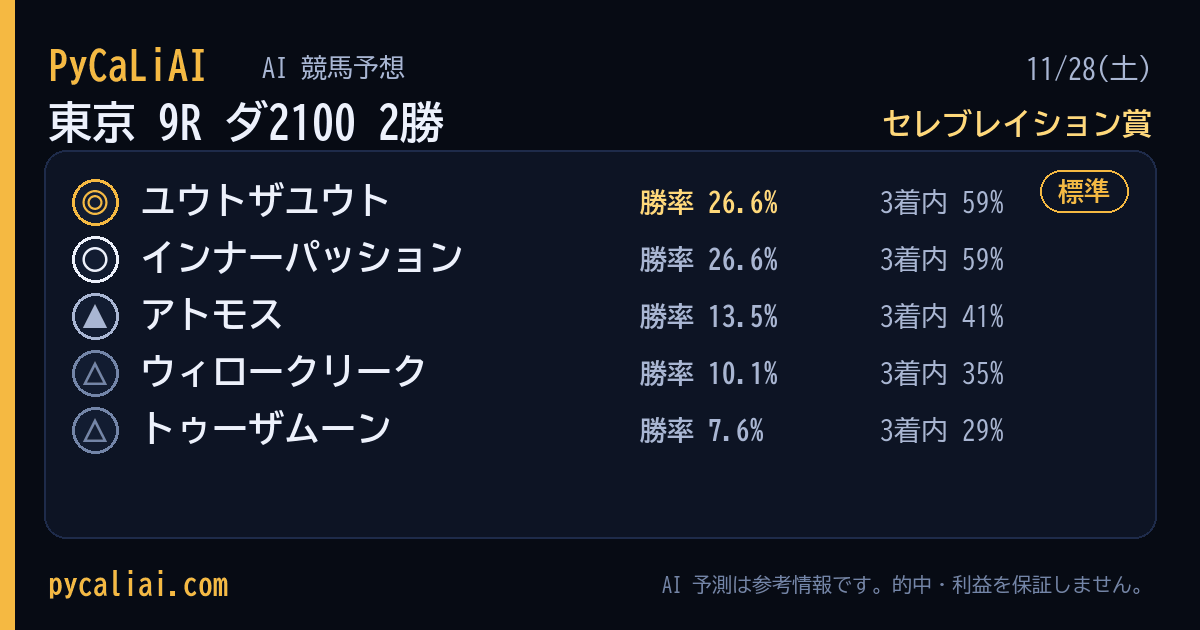 PyCaLiAI AI 競馬予想 11/28(土)
東京 9R ダ2100 2勝 セレブレイション賞
◎ ユウトザユウト 勝率 26.6% 3着内 59% 標準
○ インナーパッション 勝率 26.6% 3着内 59%
▲ アトモス 勝率 13.5% 3着内 41%
△ ウィロークリーク 勝率 10.1% 3着内 35%
△ トゥーザムーン 勝率 7.6% 3着内 29%
pycaliai.com AI 予測は参考情報です。的中・利益を保証しません。